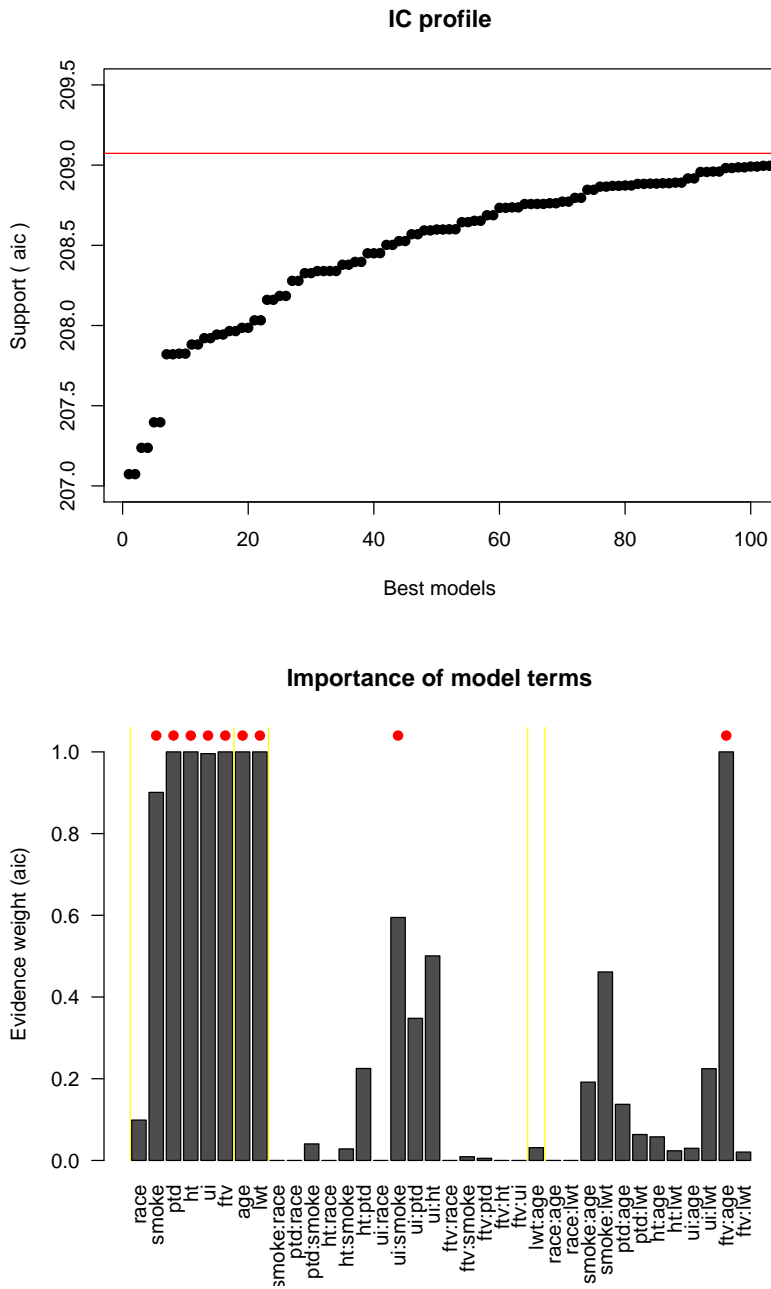 IC profile
209.5
209.0
208.5
208.0
207.5
207.0
Support ( aic )
0 20 40 60 80 100
Best models
Importance of model terms
1.0
0.8
0.6
0.4
0.2
0.0
Evidence weight (aic)
race
smoke
ptd
ht
ui
ftv
age
lwt
smoke:race
ptd:race
ptd:smoke
ht:race
ht:smoke
ht:ptd
ui:race
ui:smoke
ui:ptd
ui:ht
ftv:race
ftv:smoke
ftv:ptd
ftv:ht
ftv:ui
lwt:age
race:age
race:lwt
smoke:age
smoke:lwt
ptd:age
ptd:lwt
ht:age
ht:lwt
ui:age
ui:lwt
ftv:age
ftv:lwt